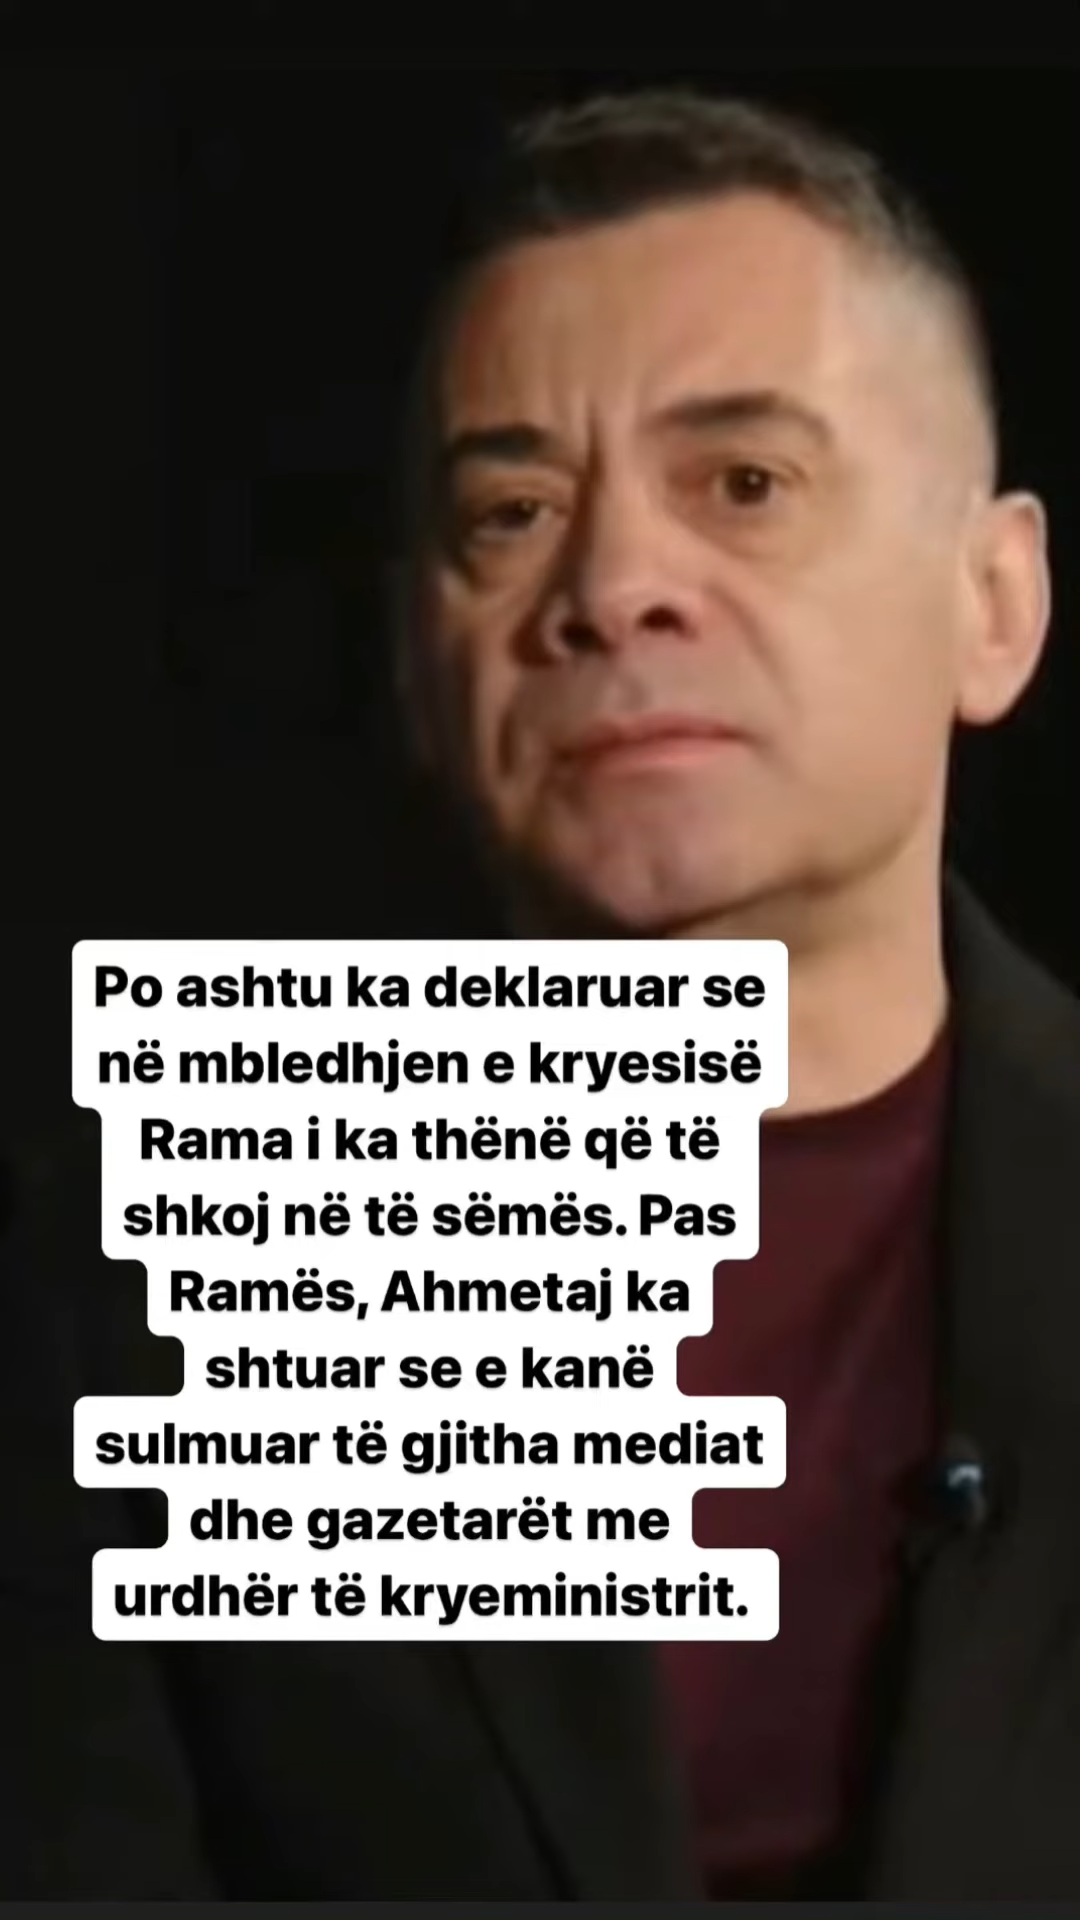 Po ashtu ka deklaruar se
në mbledhjen e kryesisë
Rama i ka thënë që të
shkoj në të sëmës. Pas
Ramës, Ahmetaj ka
shtuar se e kanë
sulmuar të gjitha mediat
dhe gazetarët me
urdhër të kryeministrit.